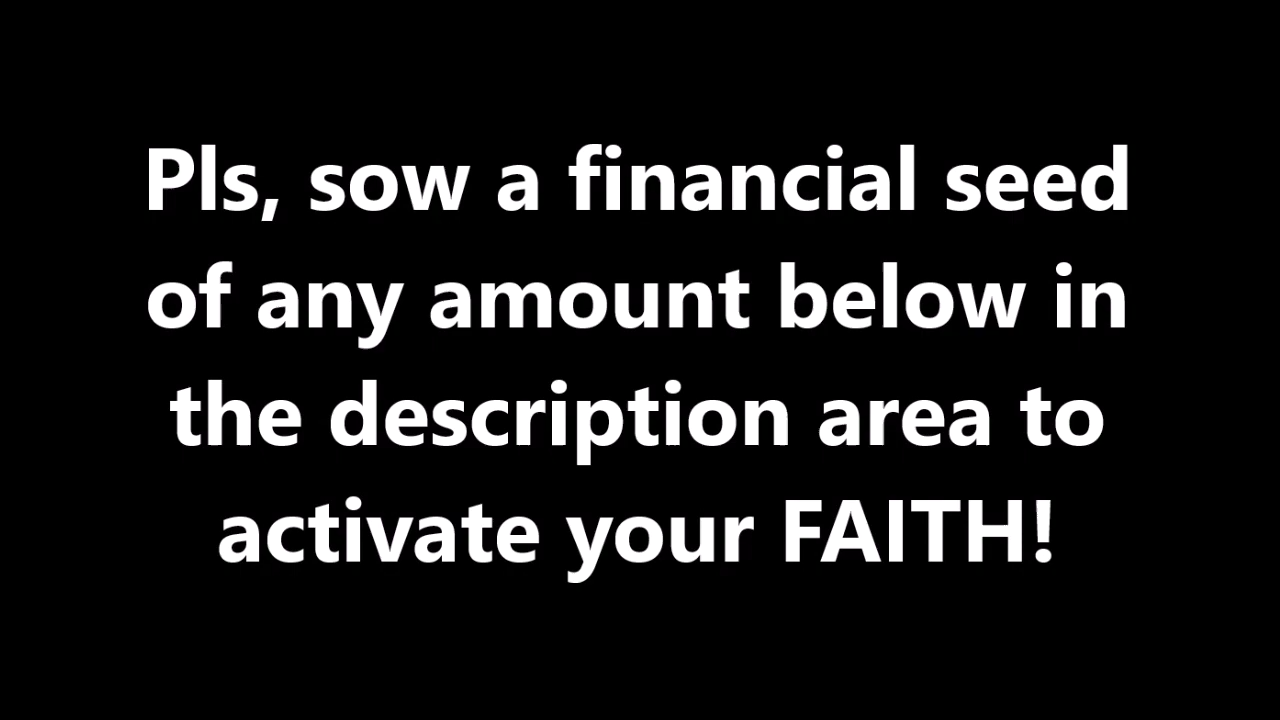 Pls, sow a financial seed
of any amount below in
the description area to
activate your FAITH!